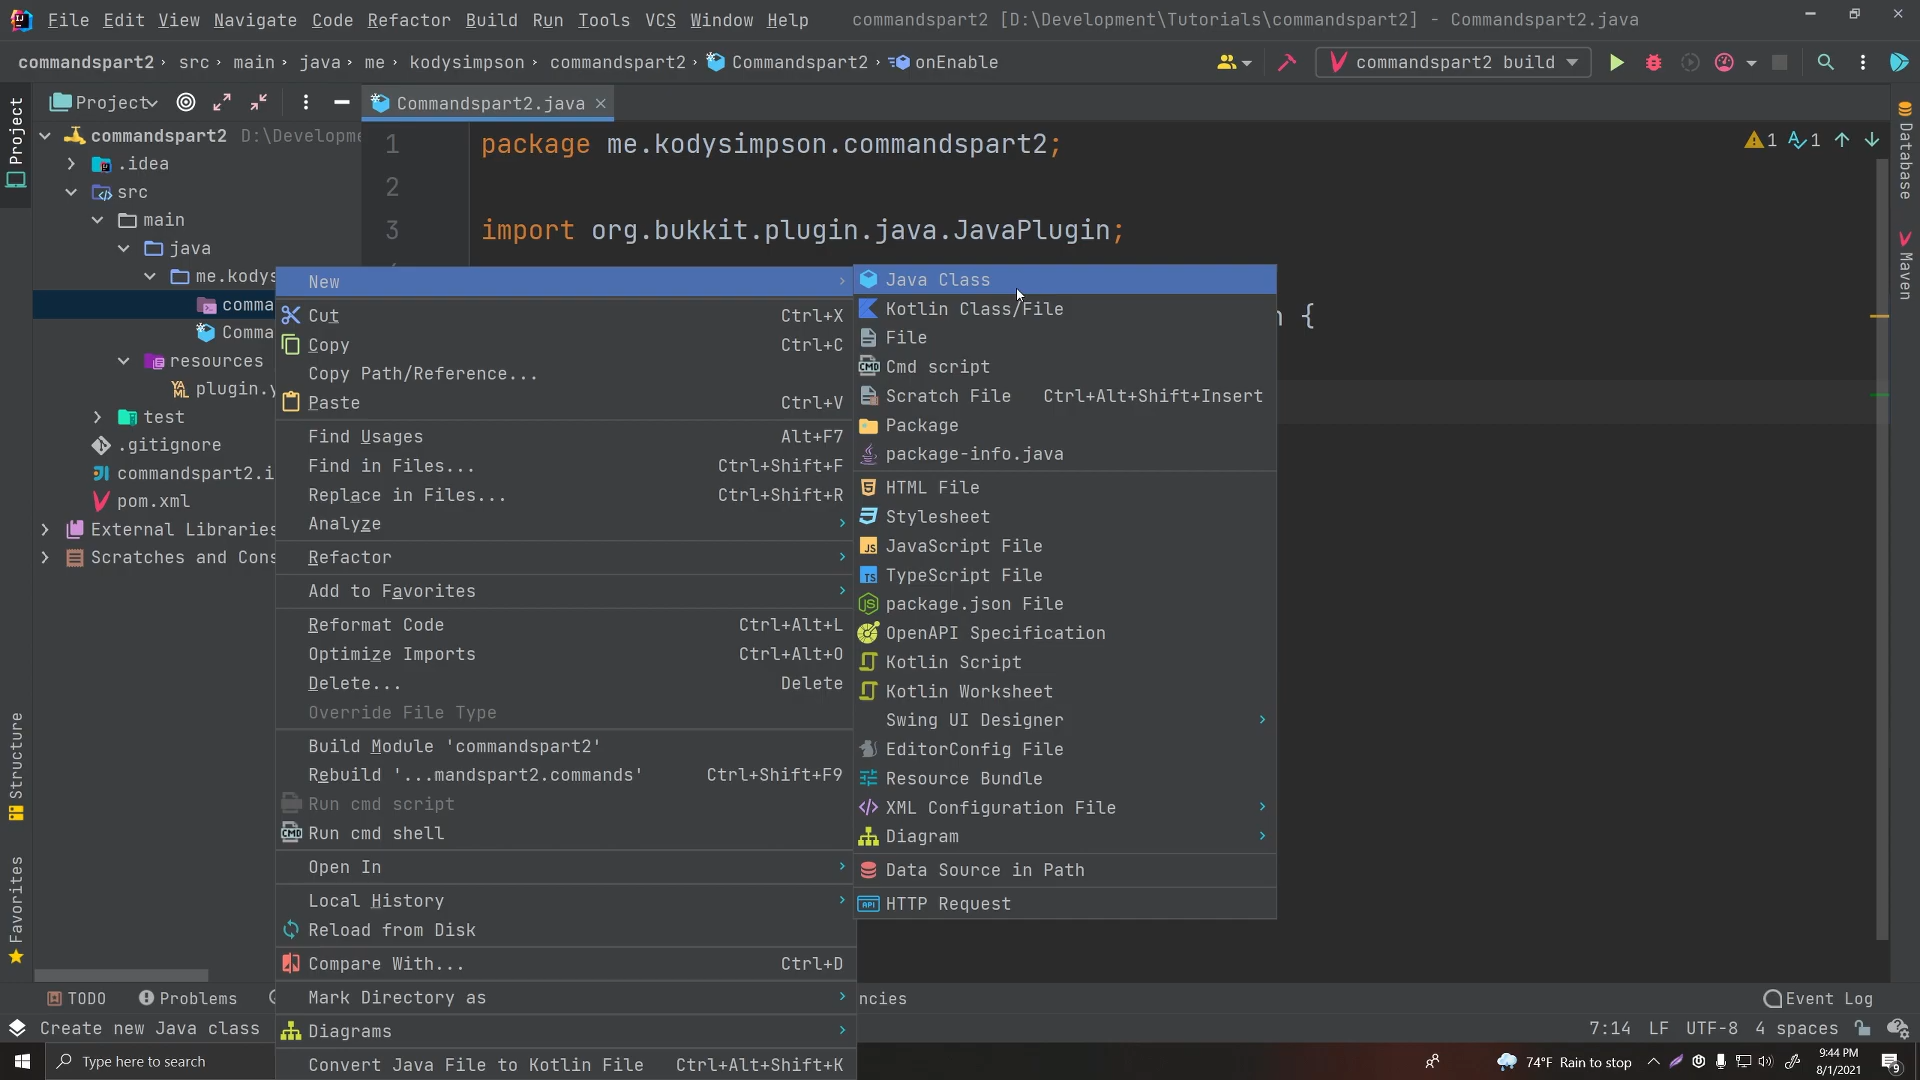 File Edit View Navigate Code Refactor Build Run Tools VCS Window Help commandspart2 [D:\Development\Tutorials\commandspart2] - Commandspart2.java
commandspart2 src main java me kodysimpson commandspart2 Commandspart2 onEnable commandspart2 build
Project
Commandspart2.java
Project
commandspart2 D:\Developme
.idea
src
main
java
me.kodys
comma
Comma
resources
plugin.y
test
.gitignore
commandspart2.i
pom.xml
External Libraries
Scratches and Cons
1 package me.kodysimpson.commandspart2;
2
3 import org.bukkit.plugin.java.JavaPlugin;
{
1 1
Database
Maven
New
Cut Ctrl+X
Copy Ctrl+C
Copy Path/Reference...
Paste Ctrl+V
Find Usages Alt+F7
Find in Files... Ctrl+Shift+F
Replace in Files... Ctrl+Shift+R
Analyze
Refactor
Add to Favorites
Reformat Code Ctrl+Alt+L
Optimize Imports Ctrl+Alt+O
Delete... Delete
Override File Type
Build Module 'commandspart2'
Rebuild '...mandspart2.commands' Ctrl+Shift+F9
Run cmd script
Run cmd shell
Open In
Local History
Reload from Disk
Compare With... Ctrl+D
Mark Directory as
Diagrams
Convert Java File to Kotlin File Ctrl+Alt+Shift+K
Java Class
Kotlin Class/File
File
Cmd script
Scratch File Ctrl+Alt+Shift+Insert
Package
package-info.java
HTML File
Stylesheet
JavaScript File
TypeScript File
package.json File
OpenAPI Specification
Kotlin Script
Kotlin Worksheet
Swing UI Designer
EditorConfig File
Resource Bundle
XML Configuration File
Diagram
Data Source in Path
HTTP Request
Structure
Favorites
TODO Problems ncies Event Log
Create new Java class 7:14 LF UTF-8 4 spaces
Type here to search 74°F Rain to stop 9:44 PM
8/1/2021 9